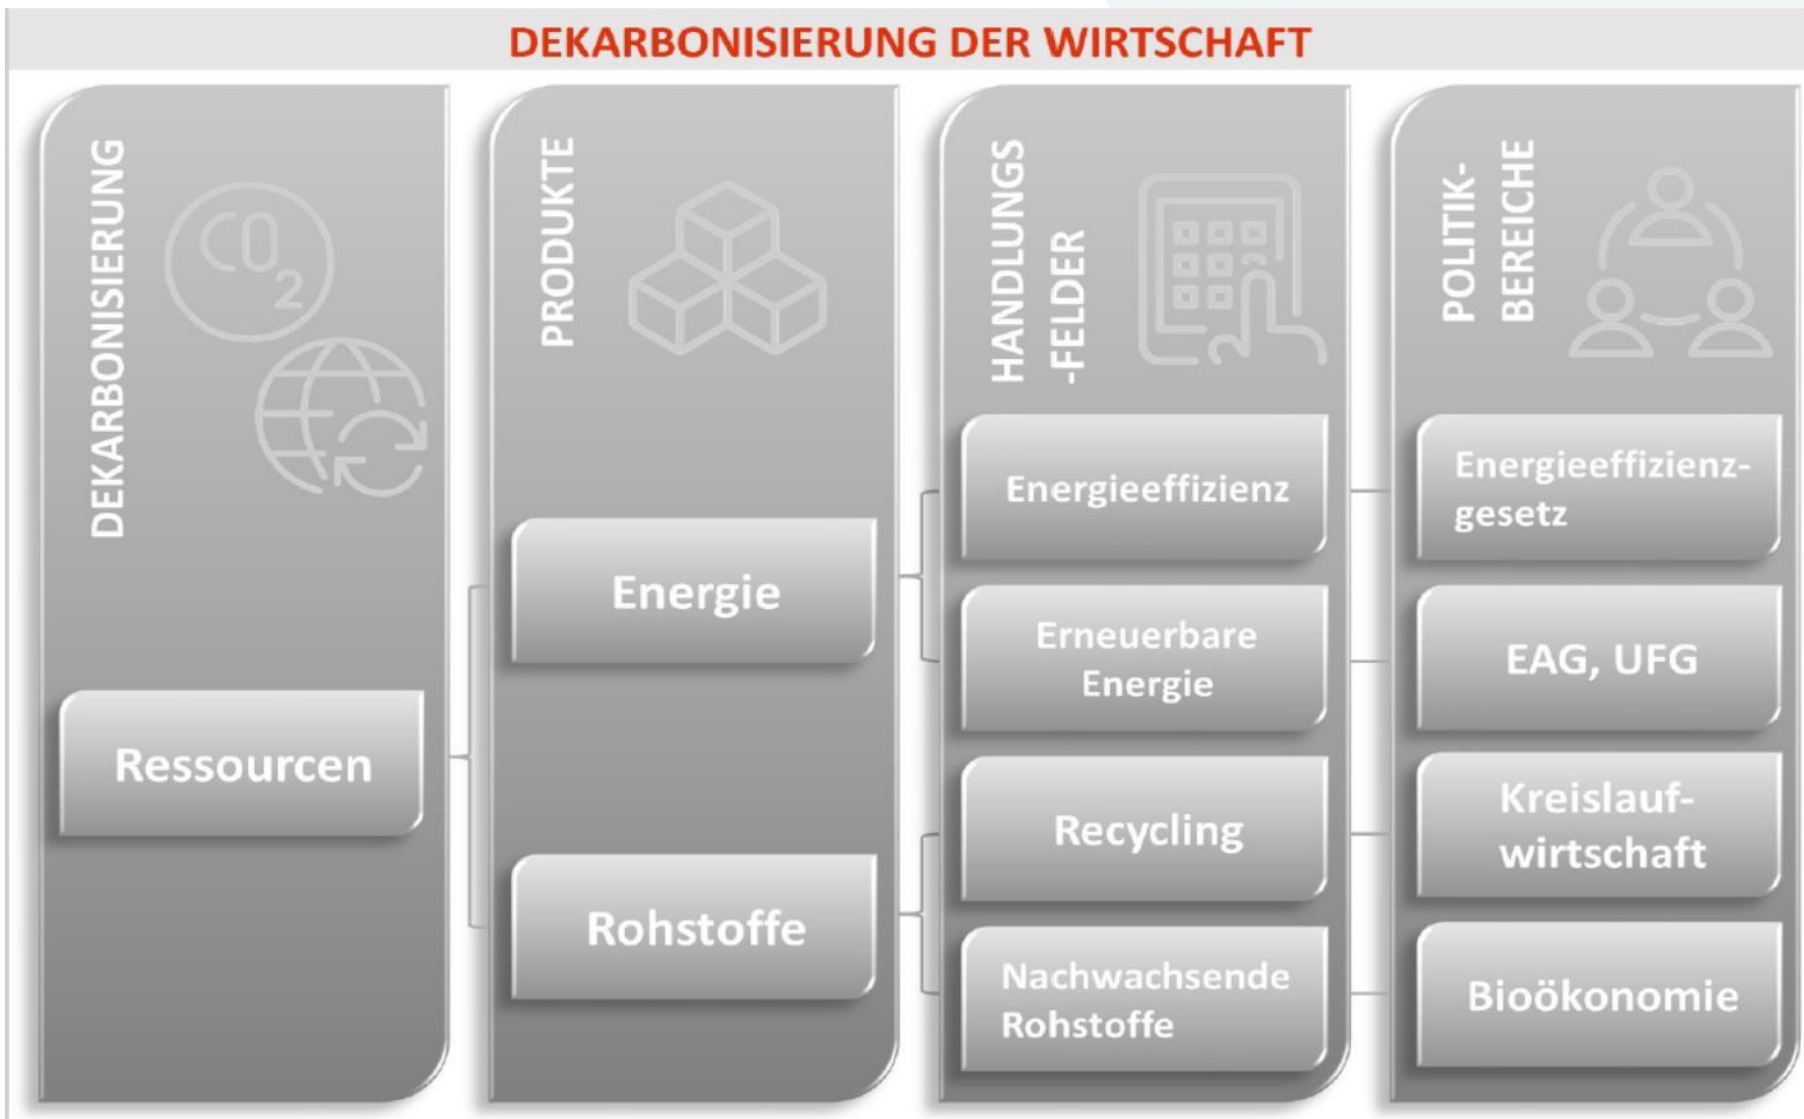 DEKARBONISIERUNG DER WIRTSCHAFT
DEKARBONISIERUNG
CO2
Ressourcen
PRODUKTE
Energie
Rohstoffe
HANDLUNGS
-FELDER
Energieeffizienz
Erneuerbare
Energie
Recycling
Nachwachsende
Rohstoffe
POLITIK-
BEREICHE
Energieeffizienz-
gesetz
EAG, UFG
Kreislauf-
wirtschaft
Bioökonomie